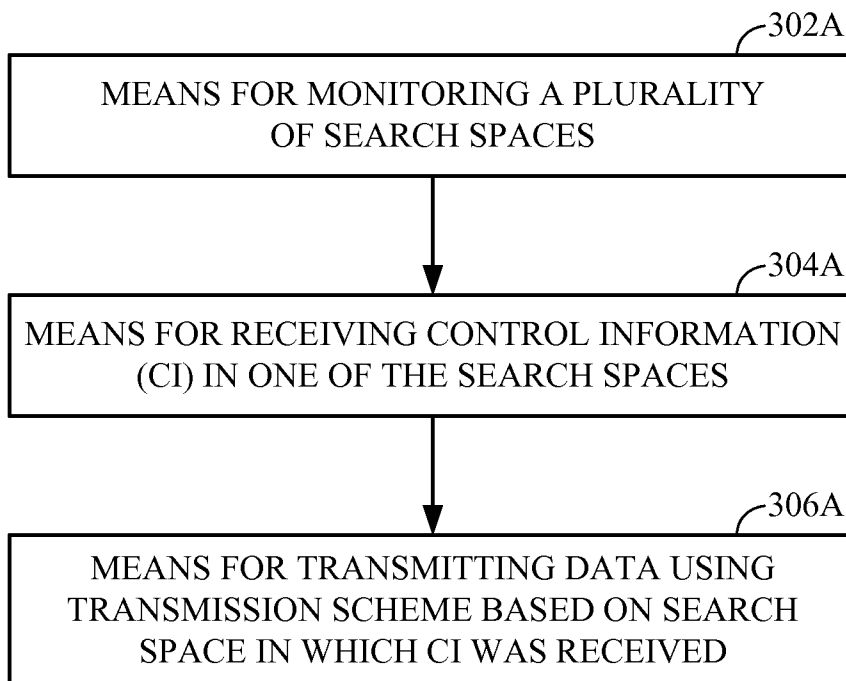 302A
MEANS FOR MONITORING A PLURALITY
OF SEARCH SPACES
304A
MEANS FOR RECEIVING CONTROL INFORMATION
(CI) IN ONE OF THE SEARCH SPACES
306A
MEANS FOR TRANSMITTING DATA USING
TRANSMISSION SCHEME BASED ON SEARCH
SPACE IN WHICH CI WAS RECEIVED